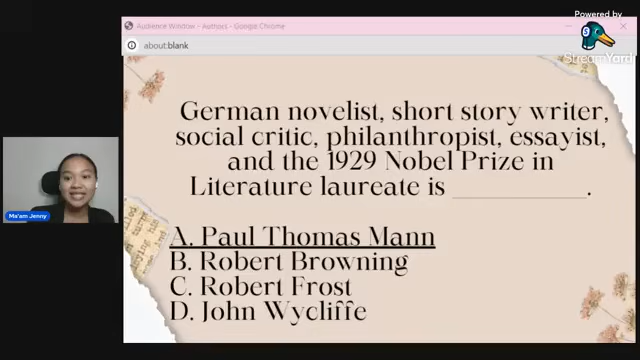 Powered by
StreamYard
Audience Window - Authors - Google Chrome
about:blank
German novelist, short story writer,
social critic, philanthropist, essayist,
and the 1929 Nobel Prize in
Literature laureate is ____________.
A. Paul Thomas Mann
B. Robert Browning
C. Robert Frost
D. John Wycliffe
Ma'am Jenny